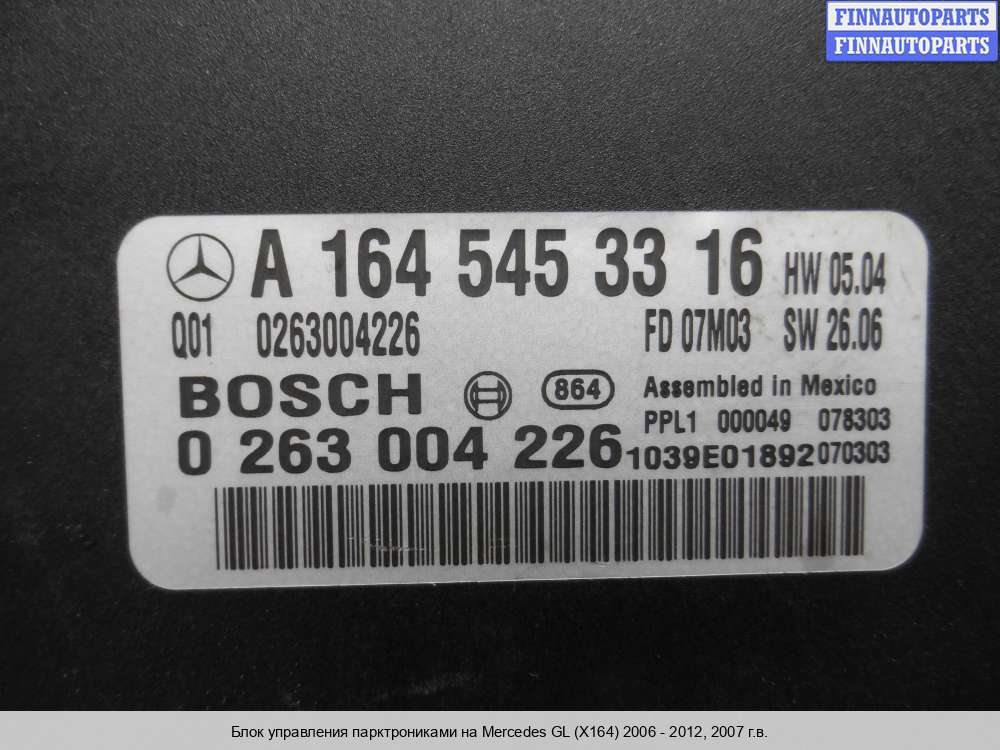 FINNAUTOPARTS
FINNAUTOPARTS
A 164 545 33 16 HW 05.04
Q01 0263004226 FD 07M03 SW 26.06
BOSCH 864 Assembled in Mexico
PPL1 000049 078303
0 263 004 226 1039E01892 070303
Блок управления парктрониками на Mercedes GL (X164) 2006 - 2012, 2007 г.в.